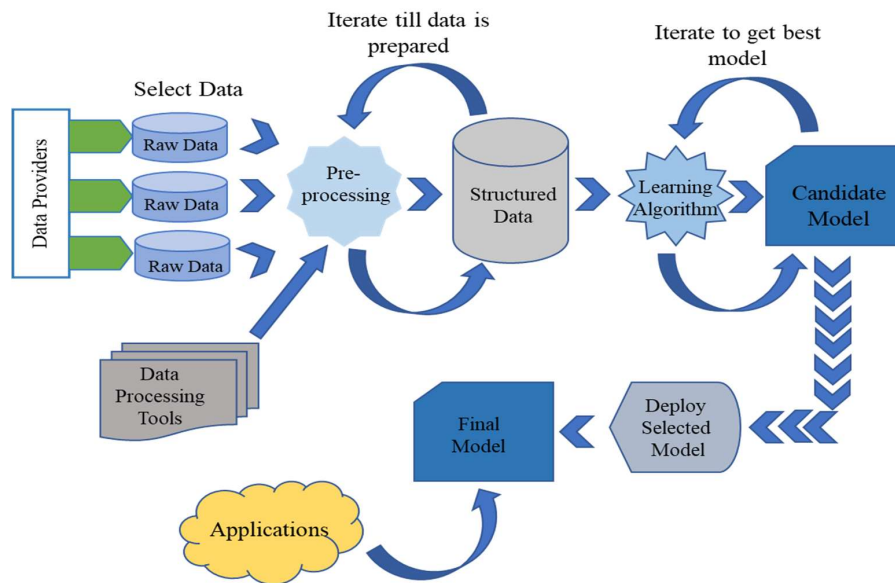 Iterate till data is
prepared
Iterate to get best
model
Select Data
Data Providers
Raw Data
Raw Data
Raw Data
Pre-
processing
Structured
Data
Learning
Algorithm
Candidate
Model
Data
Processing
Tools
Final
Model
Deploy
Selected
Model
Applications